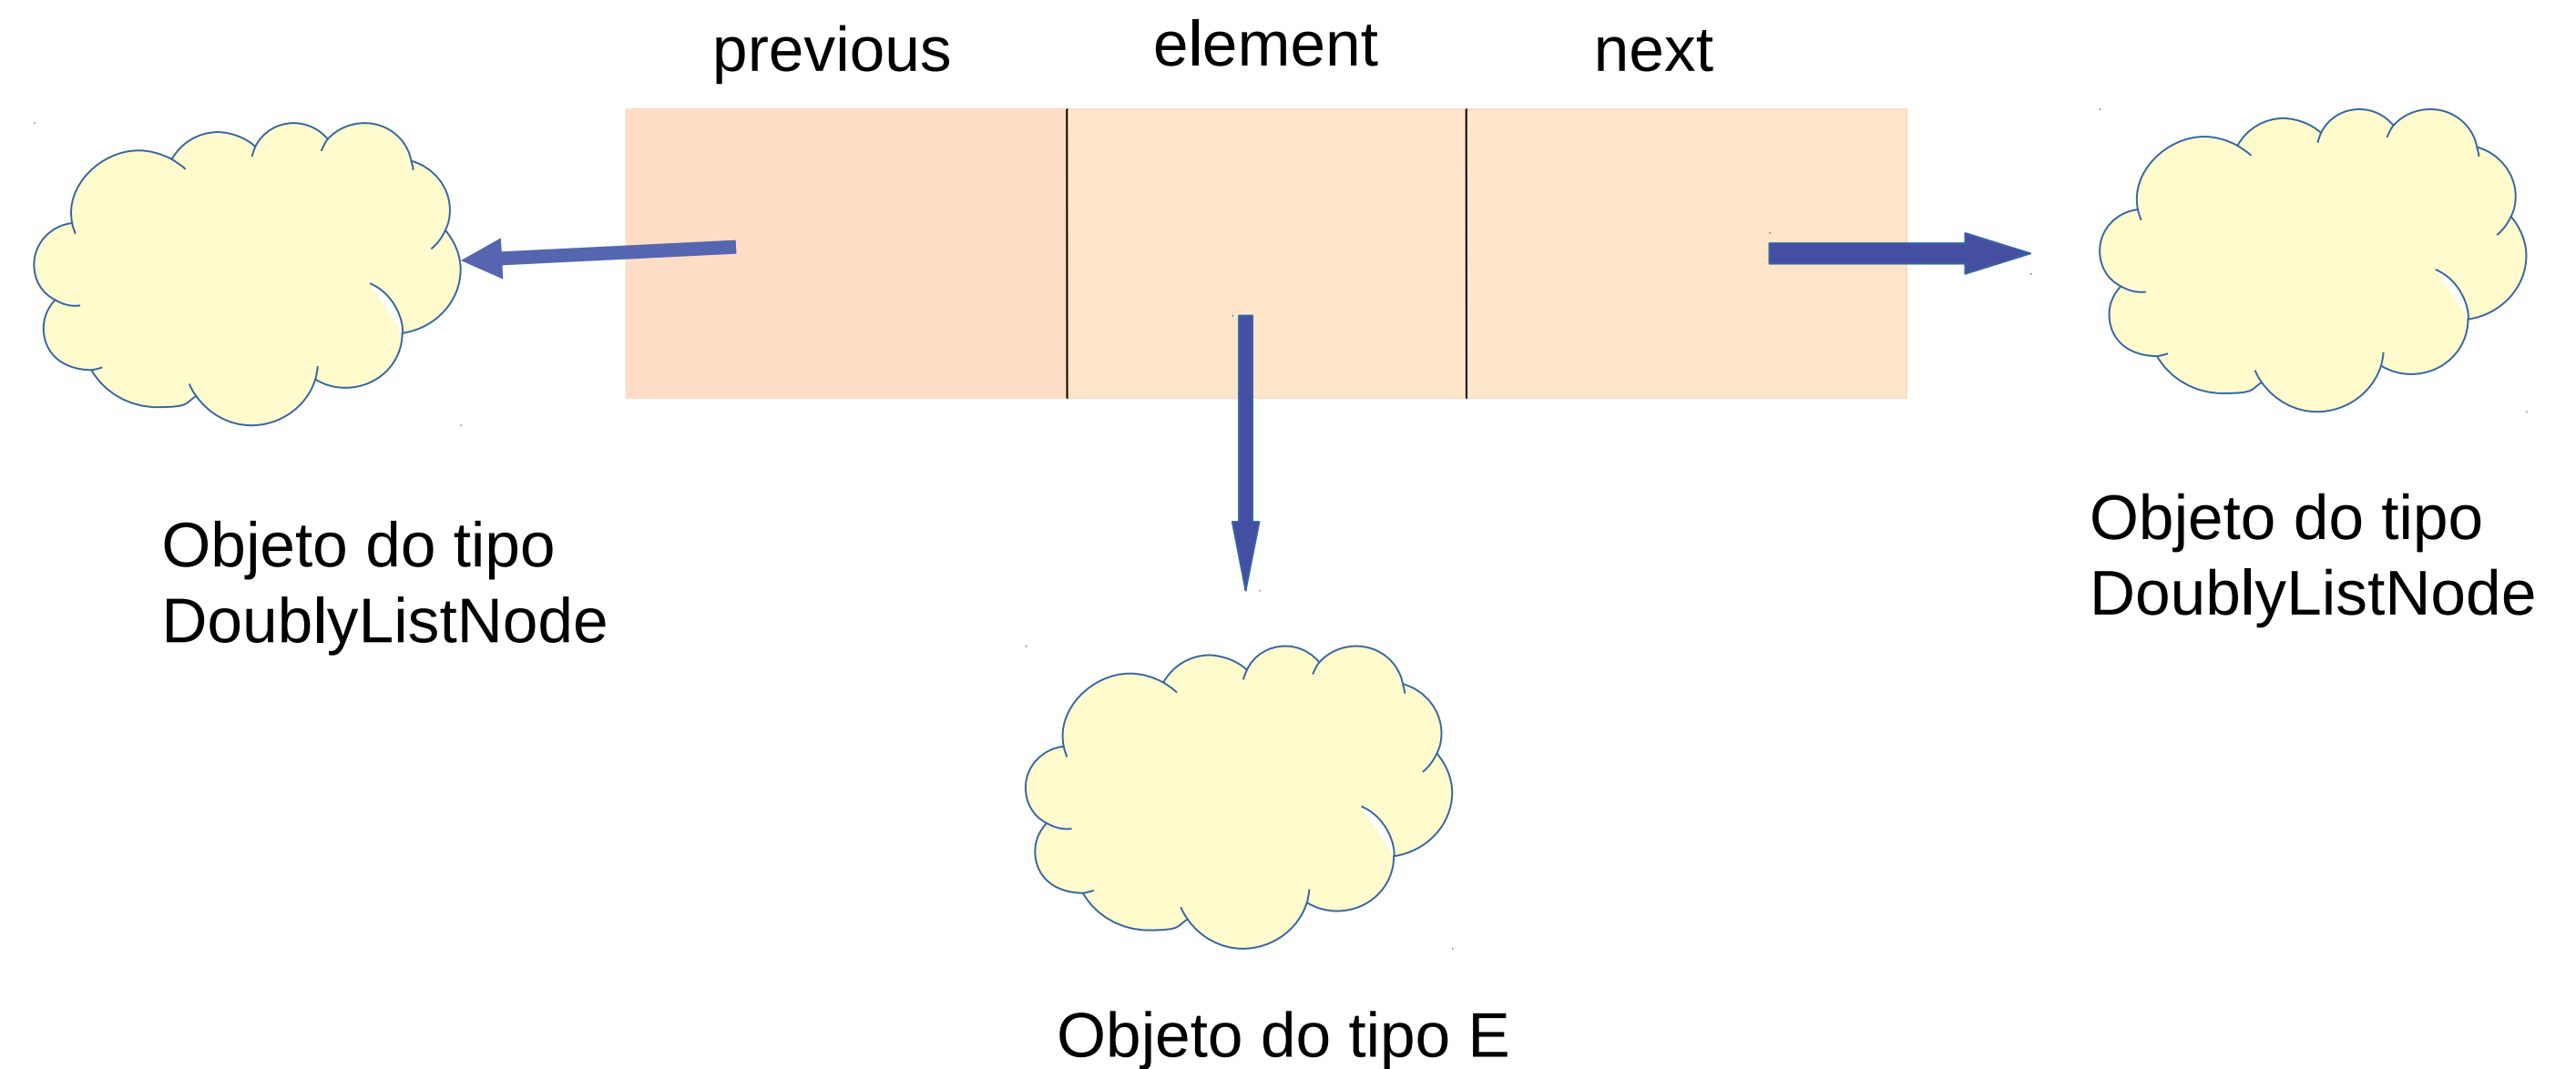 previous
element
next
Objeto do tipo
DoublyListNode
Objeto do tipo
DoublyListNode
Objeto do tipo E